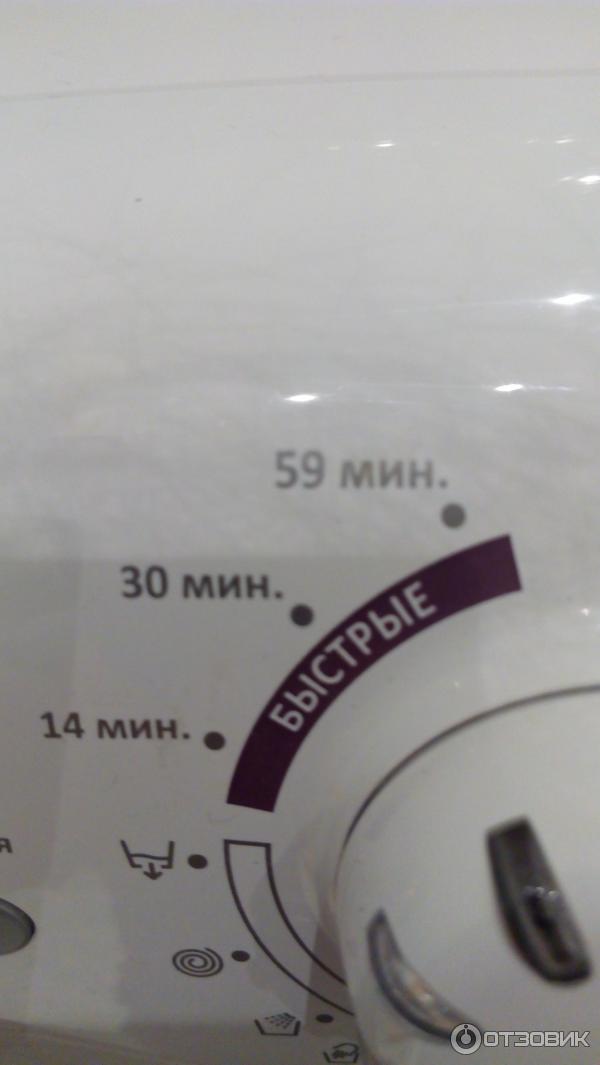 59 мин.
30 мин.
БЫСТРЫЕ
14 мин.
я
ОТЗОВИК